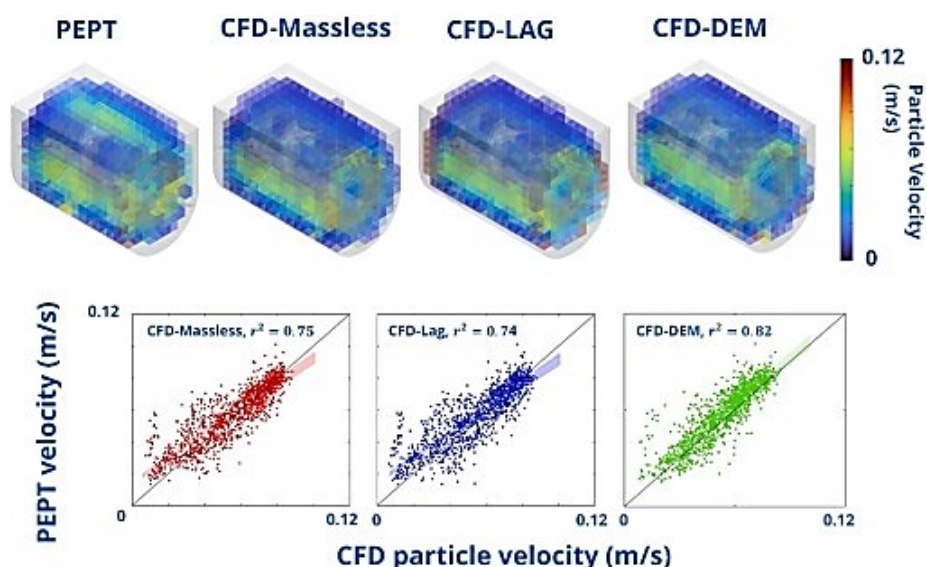 PEPT CFD-Massless CFD-LAG CFD-DEM
0.12
Particle Velocity
(m/s)
0
PEPT velocity (m/s)
0.12
CFD-Massless, r² = 0.75
CFD-Lag, r² = 0.74
CFD-DEM, r² = 0.82
0 0.12 0 0.12 0 0.12
CFD particle velocity (m/s)